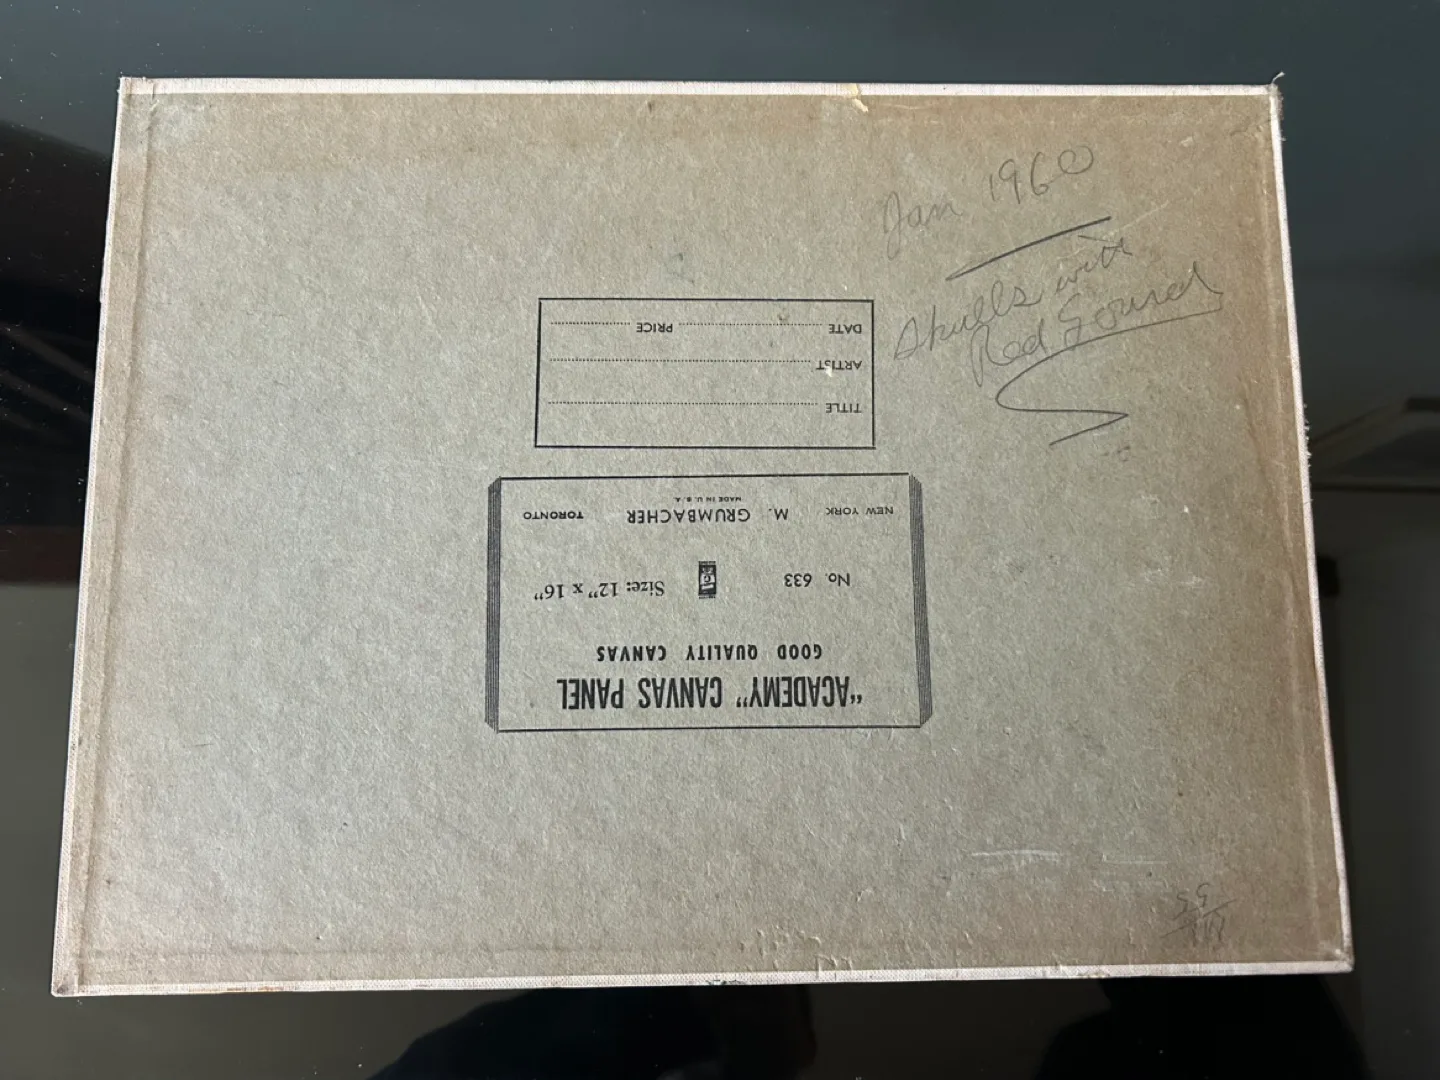 Jan 1960
Skulls with
Red Gourd
"ACADEMY" CANVAS PANEL
GOOD QUALITY CANVAS
No. 633 Size: 12" x 16"
NEW YORK M. GRUMBACHER TORONTO
MADE IN U.S.A.
TITLE
ARTIST
DATE PRICE